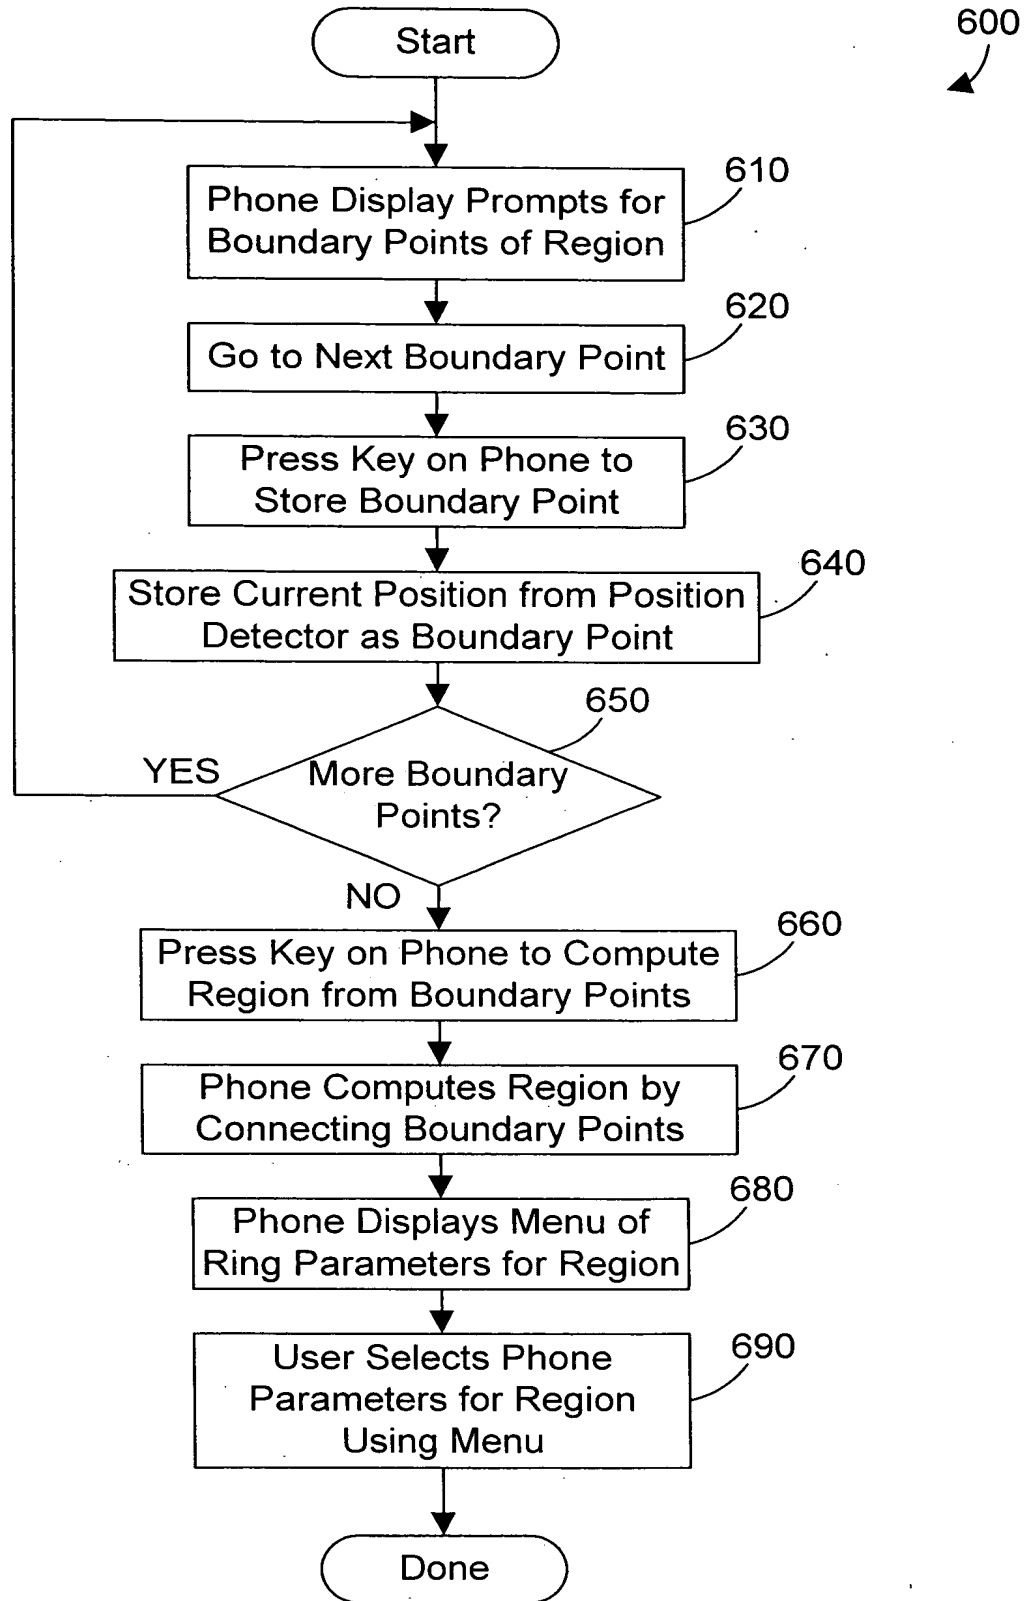 600
Start
610
Phone Display Prompts for
Boundary Points of Region
620
Go to Next Boundary Point
630
Press Key on Phone to
Store Boundary Point
640
Store Current Position from Position
Detector as Boundary Point
650
YES
More Boundary
Points?
NO
660
Press Key on Phone to Compute
Region from Boundary Points
670
Phone Computes Region by
Connecting Boundary Points
680
Phone Displays Menu of
Ring Parameters for Region
690
User Selects Phone
Parameters for Region
Using Menu
Done